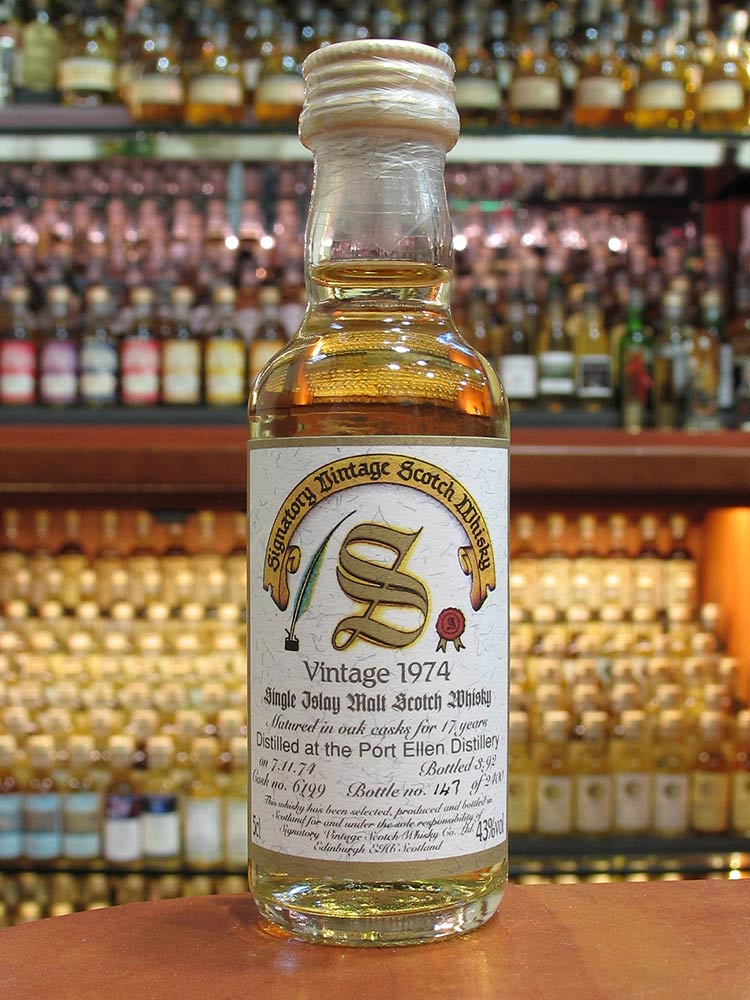 Signatory Vintage Scotch Whisky
S
Vintage 1974
Single Islay Malt Scotch Whisky
Matured in oak casks for 17 years
Distilled at the Port Ellen Distillery
on 7.11.74 Bottled 3.92
Cask no. 6199 Bottle no. 147 of 2400
This whisky has been selected, produced and bottled in
Scotland for and under the sole responsibility of
5cl Signatory Vintage Scotch Whisky Co. Ltd. 43%vol
Edinburgh EH6 Scotland